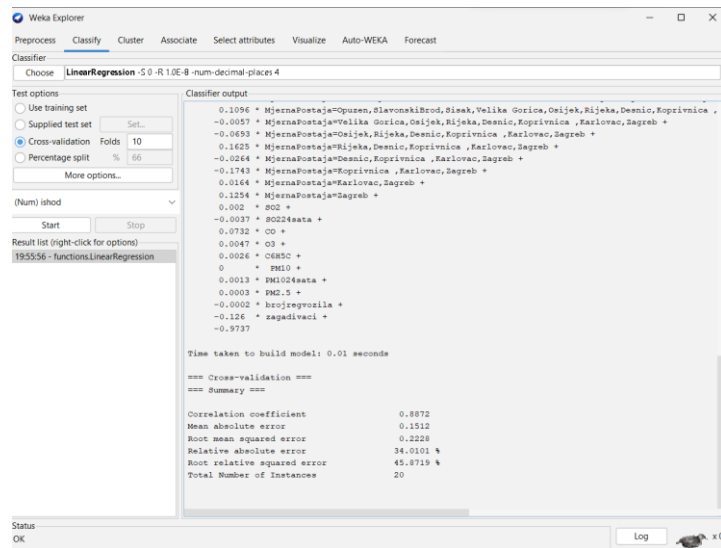 Weka Explorer
Preprocess Classify Cluster Associate Select attributes Visualize Auto-WEKA Forecast
Classifier
Choose LinearRegression -S 0 -R 1.0E-8 -num-decimal-places 4
Test options
Use training set
Supplied test set Set...
Cross-validation Folds 10
Percentage split % 66
More options...
(Num) ishod
Start Stop
Result list (right-click for options)
19:55:56 - functions.LinearRegression
Classifier output
0.1096 * MjernaPostaja=Opuzen,SlavonskiBrod,Sisak,Velika Gorica,Osijek,Rijeka,Desnic,Koprivnica ,
-0.0057 * MjernaPostaja=Velika Gorica,Osijek,Rijeka,Desnic,Koprivnica ,Karlovac,Zagreb +
-0.0653 * MjernaPostaja=Osijek,Rijeka,Desnic,Koprivnica ,Karlovac,Zagreb +
0.1625 * MjernaPostaja=Rijeka,Desnic,Koprivnica ,Karlovac,Zagreb +
-0.0264 * MjernaPostaja=Desnic,Koprivnica ,Karlovac,Zagreb +
-0.1743 * MjernaPostaja=Koprivnica ,Karlovac,Zagreb +
0.0164 * MjernaPostaja=Karlovac,Zagreb +
0.1254 * MjernaPostaja=Zagreb +
0.002 * SO2 +
-0.0037 * SO224sata +
0.0732 * CO +
0.0047 * O3 +
0.0026 * C6H5C +
0 * PM10 +
0.0013 * PM1024sata +
0.0003 * PM2.5 +
-0.0002 * brojregvozila +
-0.126 * zagadivaci +
-0.9737
Time taken to build model: 0.01 seconds
=== Cross-validation ===
=== Summary ===
Correlation coefficient 0.8872
Mean absolute error 0.1512
Root mean squared error 0.2228
Relative absolute error 34.0101 %
Root relative squared error 45.8719 %
Total Number of Instances 20
Status
OK
Log
x 0